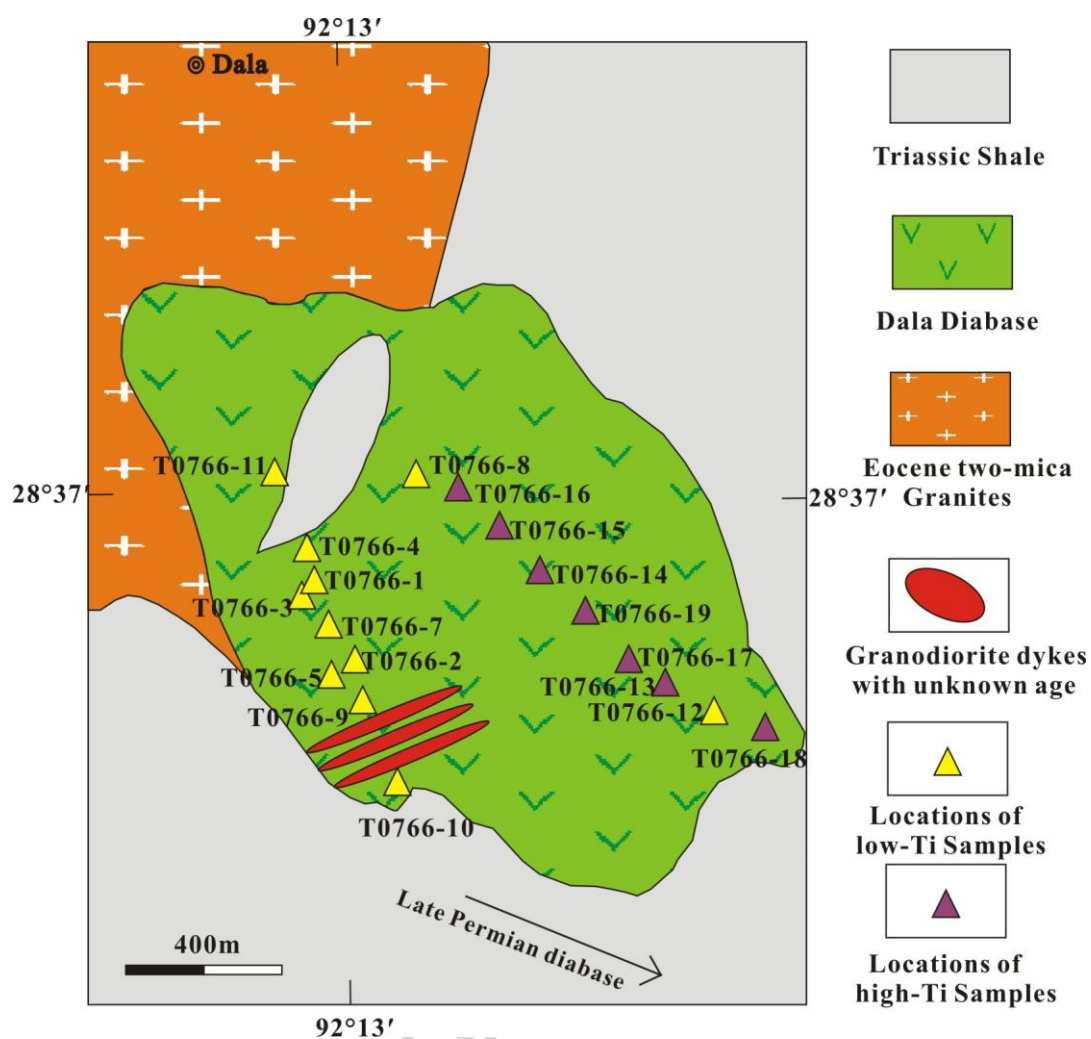 92°13′
Dala
Triassic Shale
Dala Diabase
Eocene two-mica
Granites
T0766-11
T0766-8
28°37′
T0766-16
28°37′
T0766-15
T0766-4
T0766-14
T0766-1
T0766-3
T0766-19
T0766-7
T0766-2
T0766-17
T0766-5
T0766-13
T0766-9
T0766-12
T0766-18
T0766-10
Granodiorite dykes
with unknown age
Locations of
low-Ti Samples
Late Permian diabase
400m
Locations of
high-Ti Samples
92°13′